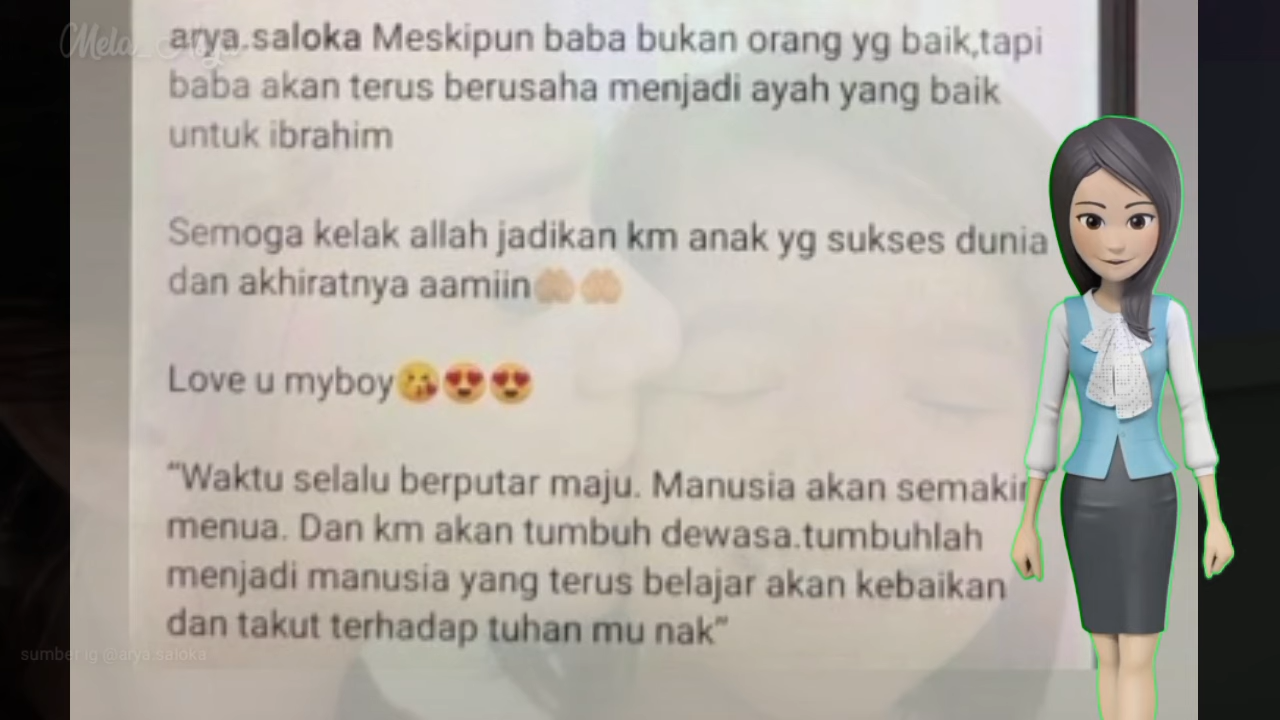 arya.saloka Meskipun baba bukan orang yg baik,tapi
baba akan terus berusaha menjadi ayah yang baik
untuk ibrahim
Semoga kelak allah jadikan km anak yg sukses dunia
dan akhiratnya aamiin🤲🏻🤲🏻
Love u myboy😘😍😍
“Waktu selalu berputar maju. Manusia akan semakin
menua. Dan km akan tumbuh dewasa.tumbuhlah
menjadi manusia yang terus belajar akan kebaikan
dan takut terhadap tuhan mu nak”
sumber ig @arya.saloka